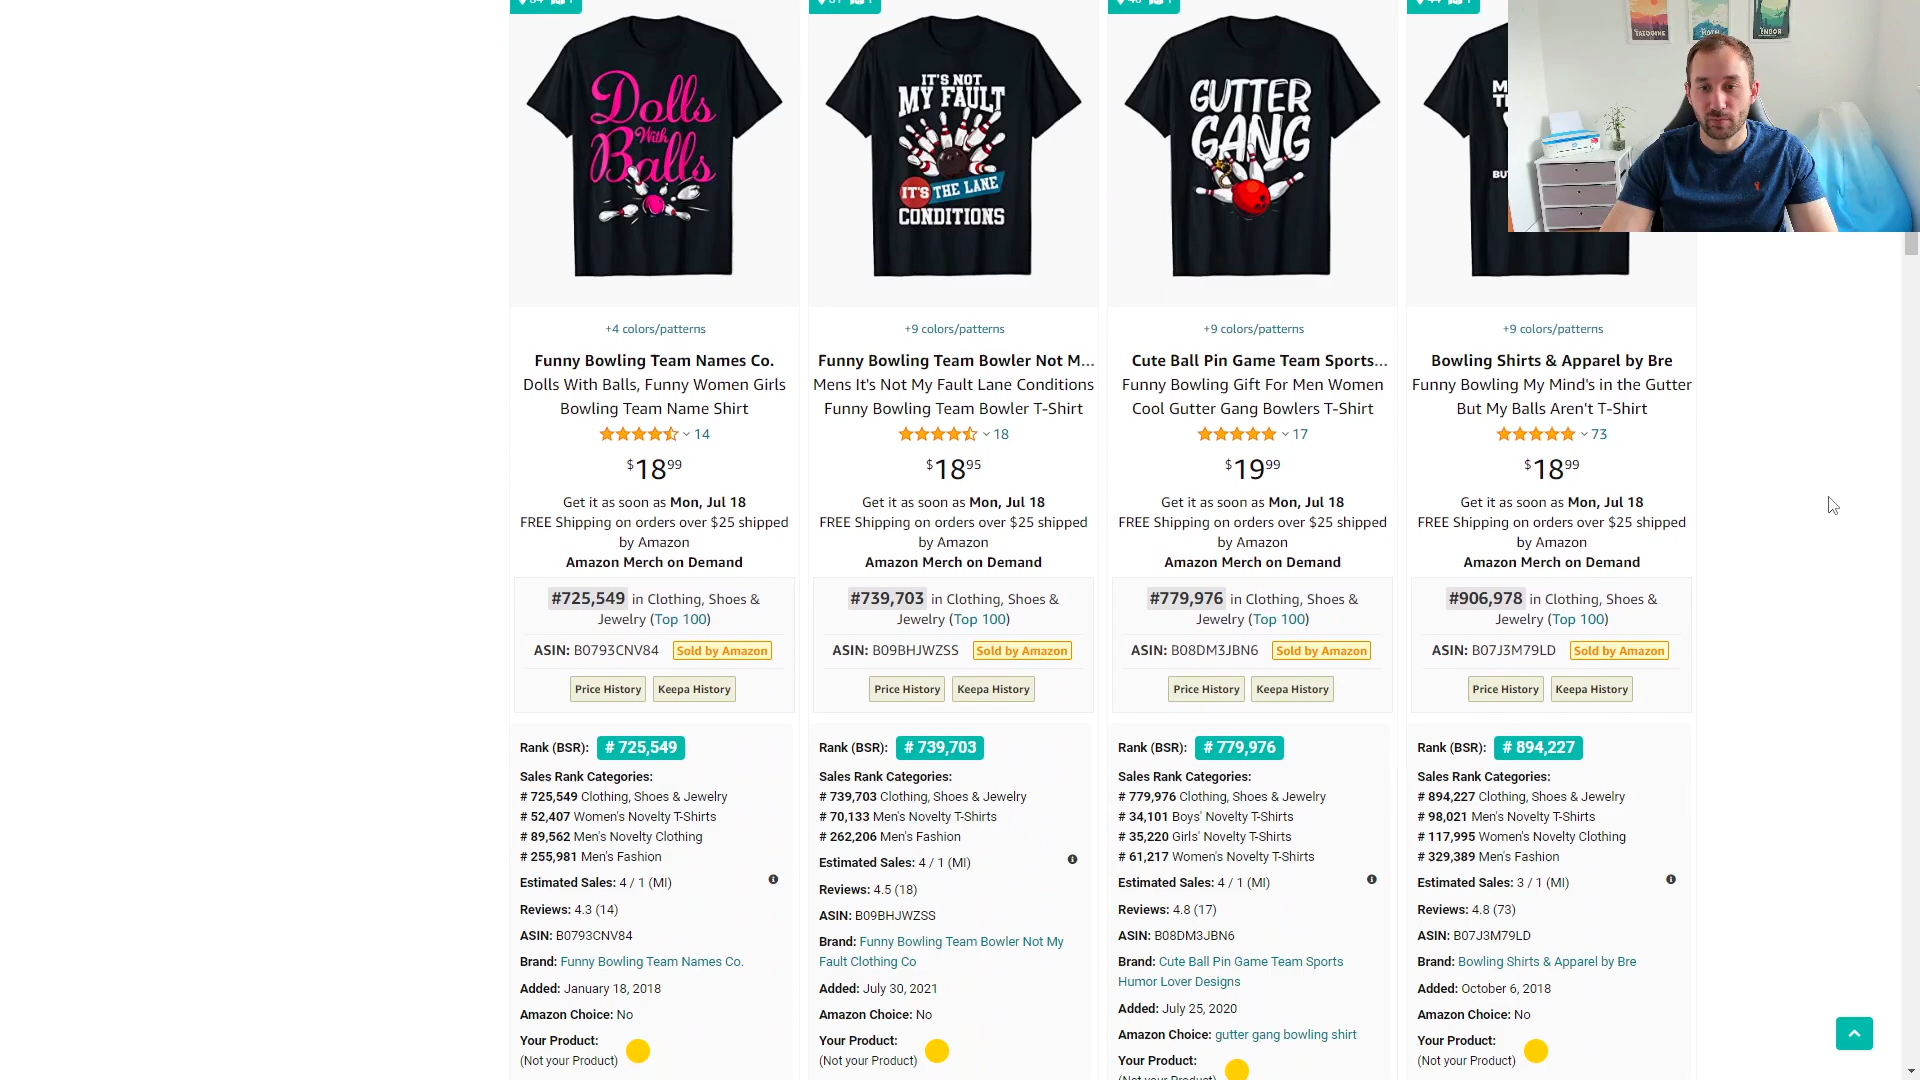 Dolls
With
Balls
IT'S NOT
MY FAULT
IT'S THE LANE
CONDITIONS
GUTTER
GANG
TATOOINE
HOTH
ENDOR
+4 colors/patterns
Funny Bowling Team Names Co.
Dolls With Balls, Funny Women Girls
Bowling Team Name Shirt
14
$18 99
Get it as soon as Mon, Jul 18
FREE Shipping on orders over $25 shipped
by Amazon
Amazon Merch on Demand
#725,549 in Clothing, Shoes &
Jewelry (Top 100)
ASIN: B0793CNV84 Sold by Amazon
Price History Keepa History
Rank (BSR): # 725,549
Sales Rank Categories:
# 725,549 Clothing, Shoes & Jewelry
# 52,407 Women's Novelty T-Shirts
# 89,562 Men's Novelty Clothing
# 255,981 Men's Fashion
Estimated Sales: 4 / 1 (MI)
Reviews: 4.3 (14)
ASIN: B0793CNV84
Brand: Funny Bowling Team Names Co.
Added: January 18, 2018
Amazon Choice: No
Your Product:
(Not your Product)
+9 colors/patterns
Funny Bowling Team Bowler Not M...
Mens It's Not My Fault Lane Conditions
Funny Bowling Team Bowler T-Shirt
18
$18 95
Get it as soon as Mon, Jul 18
FREE Shipping on orders over $25 shipped
by Amazon
Amazon Merch on Demand
#739,703 in Clothing, Shoes &
Jewelry (Top 100)
ASIN: B09BHJWZSS Sold by Amazon
Price History Keepa History
Rank (BSR): # 739,703
Sales Rank Categories:
# 739,703 Clothing, Shoes & Jewelry
# 70,133 Men's Novelty T-Shirts
# 262,206 Men's Fashion
Estimated Sales: 4 / 1 (MI)
Reviews: 4.5 (18)
ASIN: B09BHJWZSS
Brand: Funny Bowling Team Bowler Not My
Fault Clothing Co
Added: July 30, 2021
Amazon Choice: No
Your Product:
(Not your Product)
+9 colors/patterns
Cute Ball Pin Game Team Sports...
Funny Bowling Gift For Men Women
Cool Gutter Gang Bowlers T-Shirt
17
$19 99
Get it as soon as Mon, Jul 18
FREE Shipping on orders over $25 shipped
by Amazon
Amazon Merch on Demand
#779,976 in Clothing, Shoes &
Jewelry (Top 100)
ASIN: B08DM3JBN6 Sold by Amazon
Price History Keepa History
Rank (BSR): # 779,976
Sales Rank Categories:
# 779,976 Clothing, Shoes & Jewelry
# 34,101 Boys' Novelty T-Shirts
# 35,220 Girls' Novelty T-Shirts
# 61,217 Women's Novelty T-Shirts
Estimated Sales: 4 / 1 (MI)
Reviews: 4.8 (17)
ASIN: B08DM3JBN6
Brand: Cute Ball Pin Game Team Sports
Humor Lover Designs
Added: July 25, 2020
Amazon Choice: gutter gang bowling shirt
Your Product:
(Not your Product)
+9 colors/patterns
Bowling Shirts & Apparel by Bre
Funny Bowling My Mind's in the Gutter
But My Balls Aren't T-Shirt
73
$18 99
Get it as soon as Mon, Jul 18
FREE Shipping on orders over $25 shipped
by Amazon
Amazon Merch on Demand
#906,978 in Clothing, Shoes &
Jewelry (Top 100)
ASIN: B07J3M79LD Sold by Amazon
Price History Keepa History
Rank (BSR): # 894,227
Sales Rank Categories:
# 894,227 Clothing, Shoes & Jewelry
# 98,021 Men's Novelty T-Shirts
# 117,995 Women's Novelty Clothing
# 329,389 Men's Fashion
Estimated Sales: 3 / 1 (MI)
Reviews: 4.8 (73)
ASIN: B07J3M79LD
Brand: Bowling Shirts & Apparel by Bre
Added: October 6, 2018
Amazon Choice: No
Your Product:
(Not your Product)